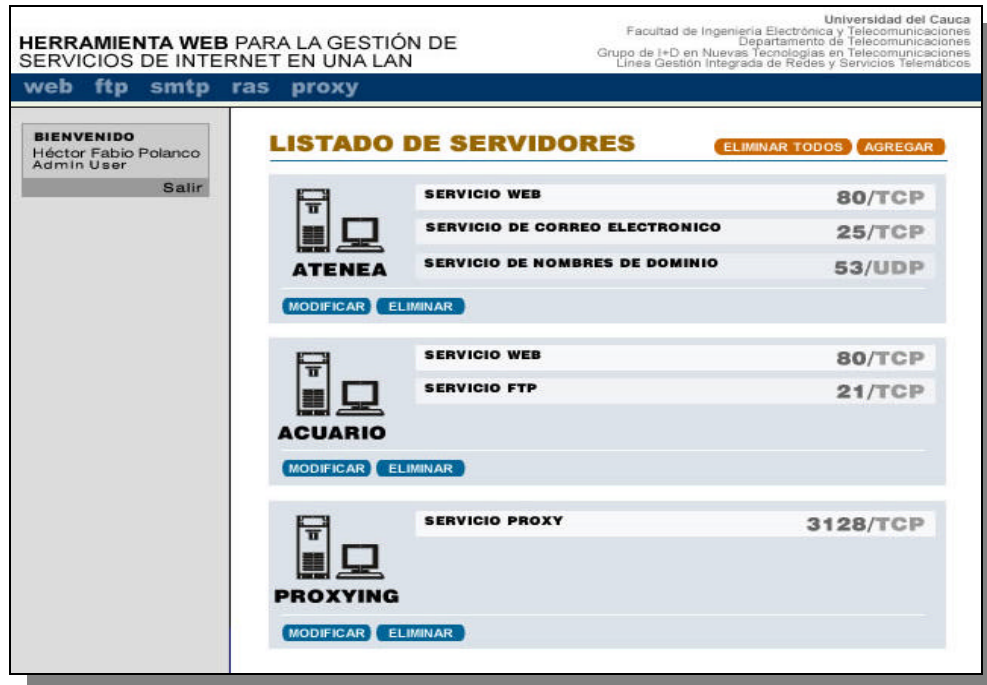 HERRAMIENTA WEB PARA LA GESTIÓN DE
SERVICIOS DE INTERNET EN UNA LAN
Universidad del Cauca
Facultad de Ingeniería Electrónica y Telecomunicaciones
Departamento de Telecomunicaciones
Grupo de I+D en Nuevas Tecnologías en Telecomunicaciones
Línea Gestión Integrada de Redes y Servicios Telemáticos
web ftp smtp ras proxy
BIENVENIDO
Héctor Fabio Polanco
Admin User
Salir
LISTADO DE SERVIDORES
ELIMINAR TODOS AGREGAR
SERVICIO WEB 80/TCP
SERVICIO DE CORREO ELECTRONICO 25/TCP
SERVICIO DE NOMBRES DE DOMINIO 53/UDP
ATENEA
MODIFICAR ELIMINAR
SERVICIO WEB 80/TCP
SERVICIO FTP 21/TCP
ACUARIO
MODIFICAR ELIMINAR
SERVICIO PROXY 3128/TCP
PROXYING
MODIFICAR ELIMINAR